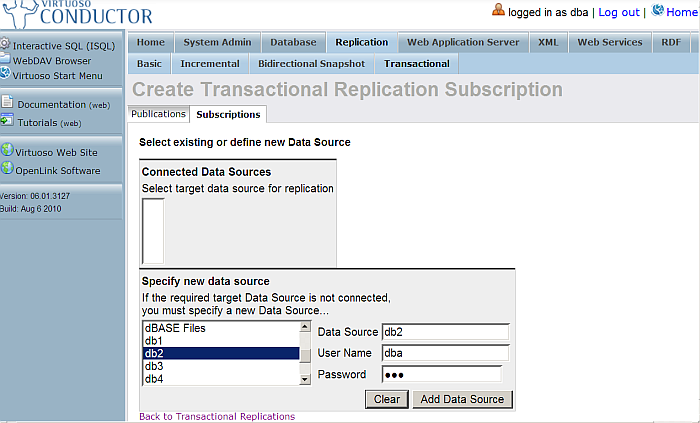 VIRTUOSO
CONDUCTOR
logged in as dba | Log out | Home
Interactive SQL (ISQL)
WebDAV Browser
Virtuoso Start Menu
Documentation (web)
Tutorials (web)
Virtuoso Web Site
OpenLink Software
Version: 06.01.3127
Build: Aug 6 2010
Home System Admin Database Replication Web Application Server XML Web Services RDF
Basic Incremental Bidirectional Snapshot Transactional
Create Transactional Replication Subscription
Publications Subscriptions
Select existing or define new Data Source
Connected Data Sources
Select target data source for replication
Specify new data source
If the required target Data Source is not connected,
you must specify a new Data Source...
dBASE Files
db1
db2
db3
db4
Data Source db2
User Name dba
Password ●●●
Clear Add Data Source
Back to Transactional Replications